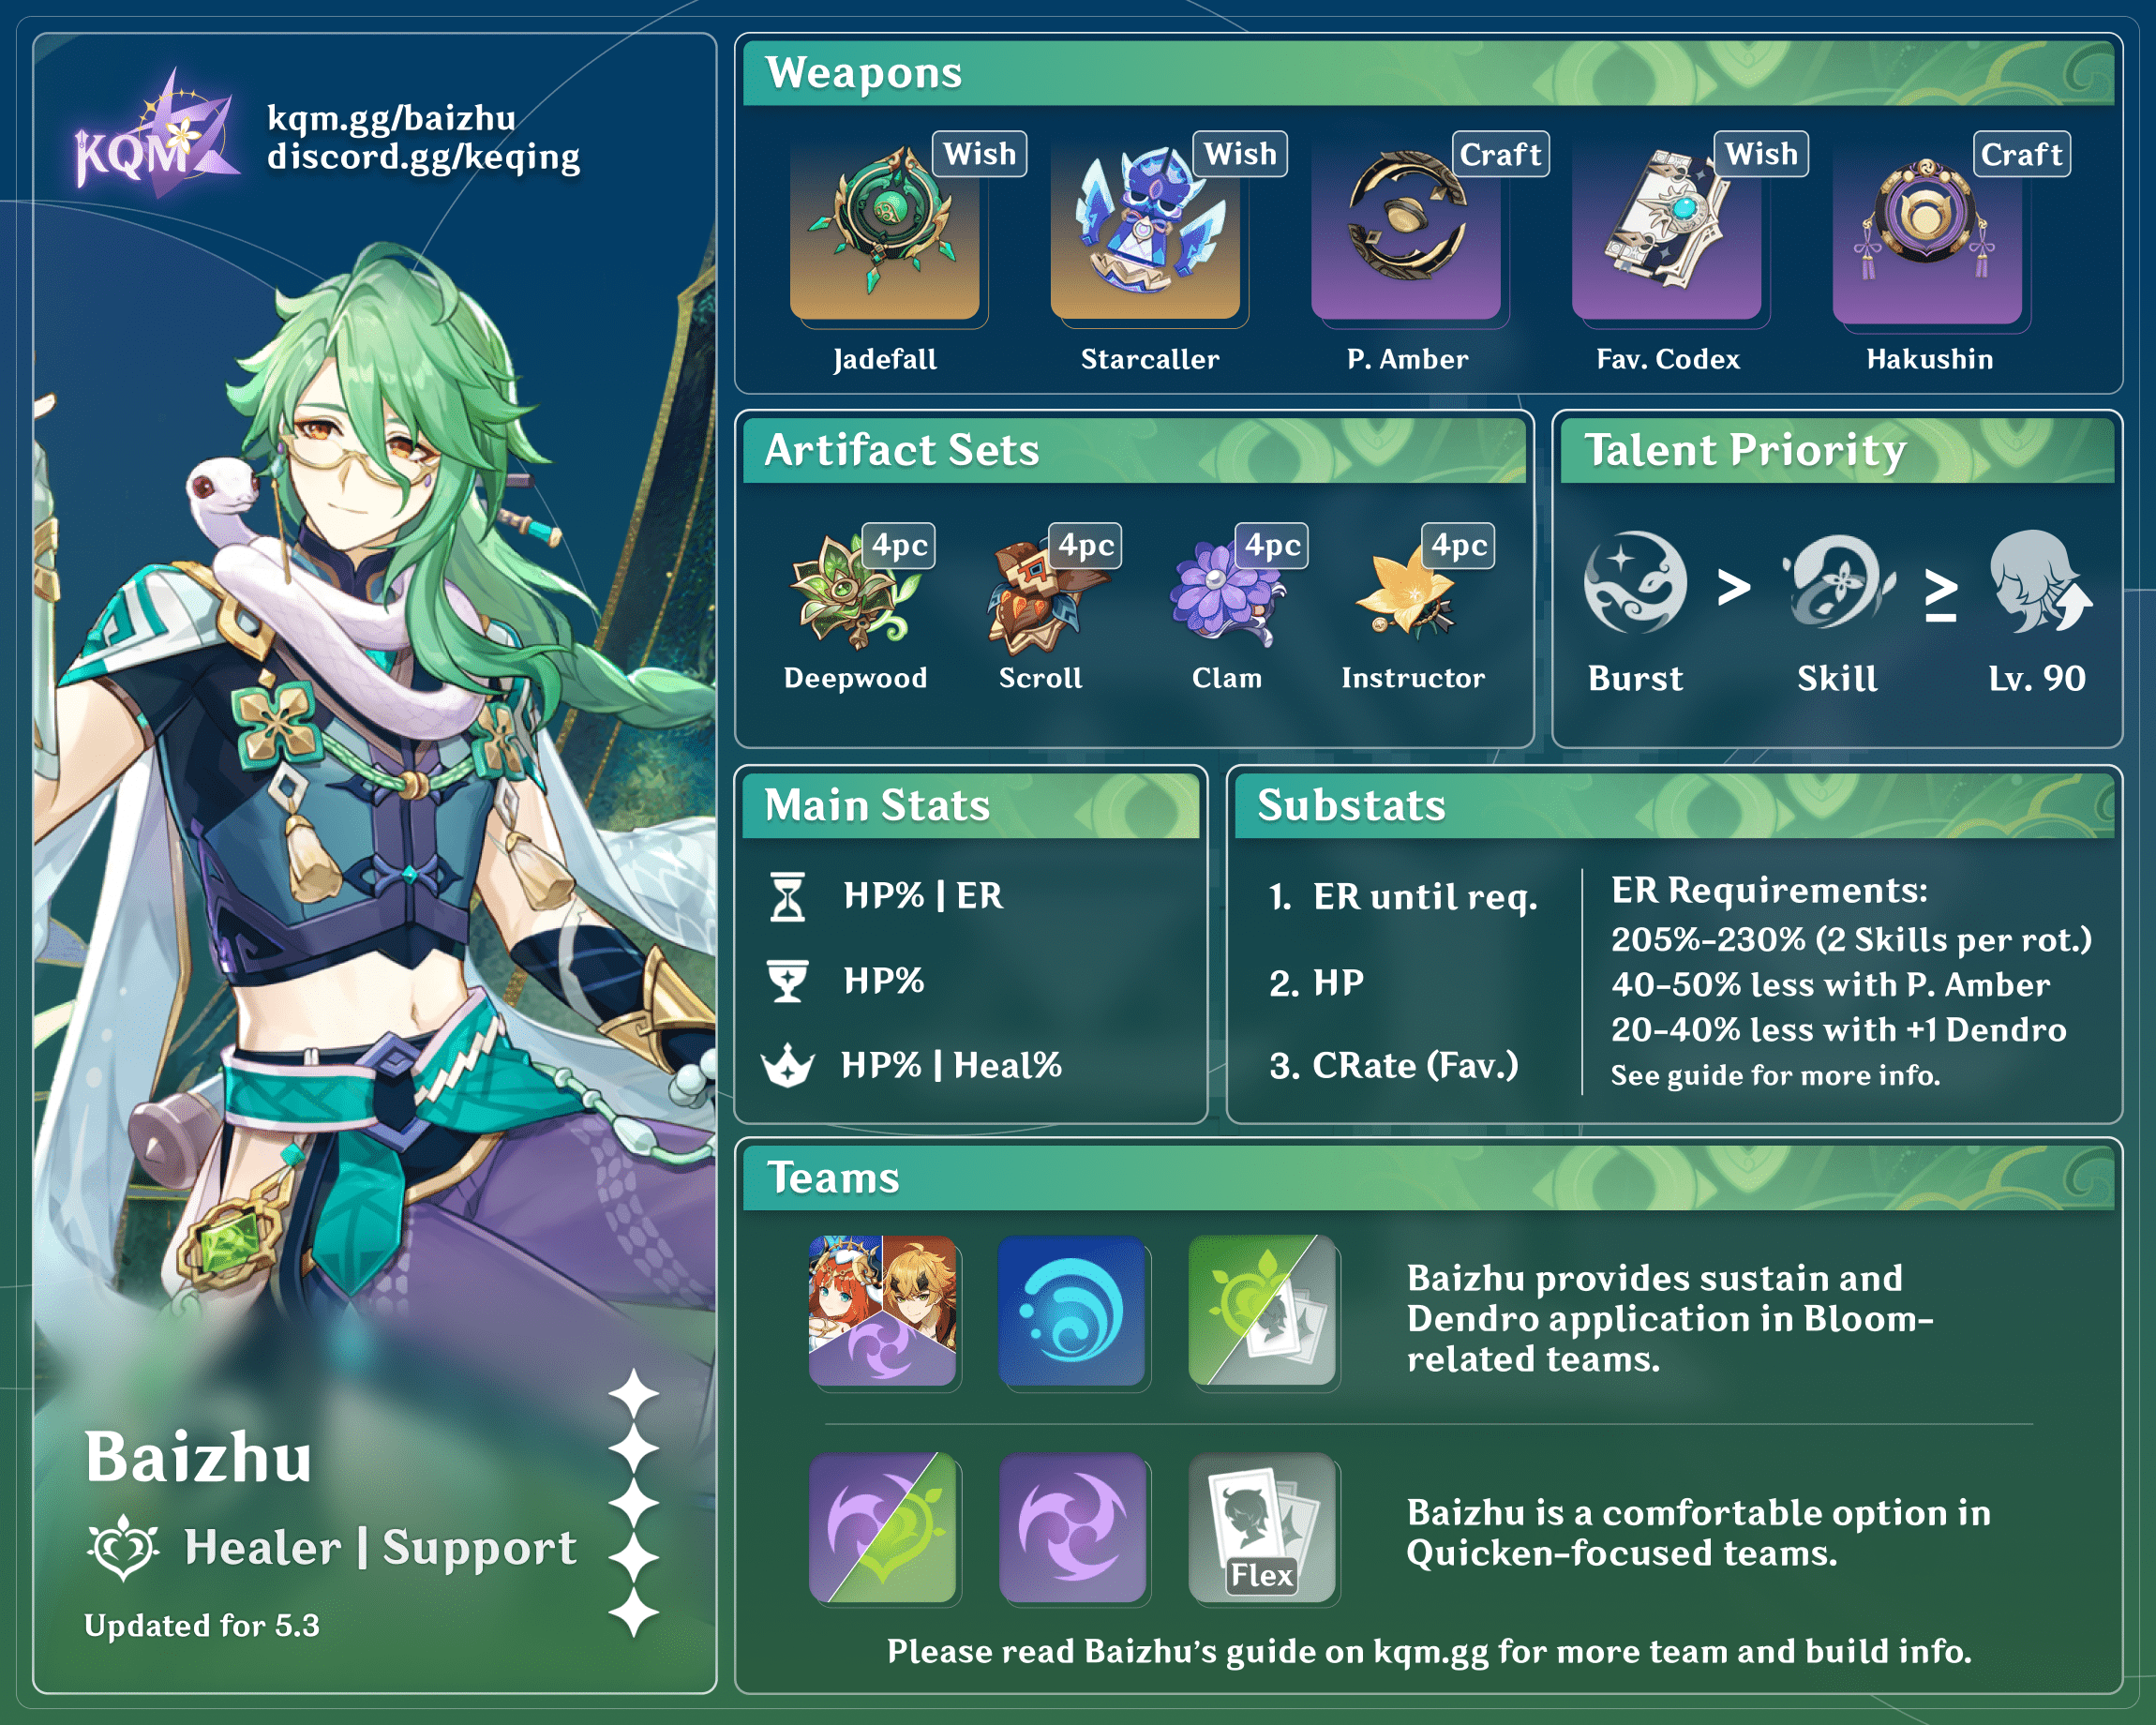 KQM
kqm.gg/baizhu
discord.gg/keqing
Baizhu
Healer | Support
Updated for 5.3
Weapons
Wish
Wish
Craft
Wish
Craft
Jadefall
Starcaller
P. Amber
Fav. Codex
Hakushin
Artifact Sets
4pc
4pc
4pc
4pc
Deepwood
Scroll
Clam
Instructor
Talent Priority
> ≥
Burst
Skill
Lv. 90
Main Stats
HP% | ER
HP%
HP% | Heal%
Substats
1. ER until req.
2. HP
3. CRate (Fav.)
ER Requirements:
205%-230% (2 Skills per rot.)
40-50% less with P. Amber
20-40% less with +1 Dendro
See guide for more info.
Teams
Baizhu provides sustain and
Dendro application in Bloom-
related teams.
Flex
Baizhu is a comfortable option in
Quicken-focused teams.
Please read Baizhu's guide on kqm.gg for more team and build info.